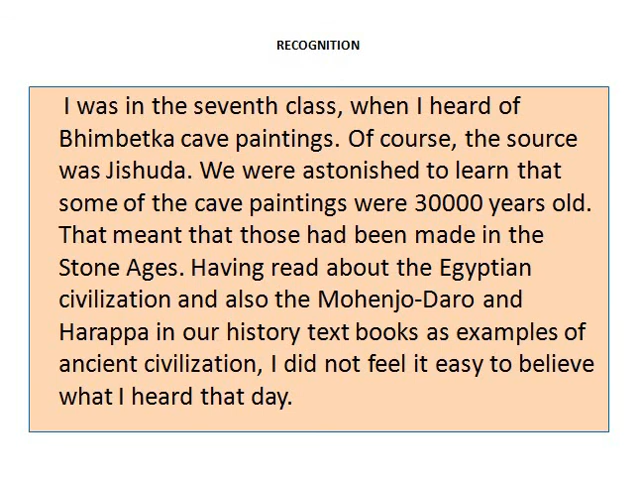 RECOGNITION
I was in the seventh class, when I heard of
Bhimbetka cave paintings. Of course, the source
was Jishuda. We were astonished to learn that
some of the cave paintings were 30000 years old.
That meant that those had been made in the
Stone Ages. Having read about the Egyptian
civilization and also the Mohenjo-Daro and
Harappa in our history text books as examples of
ancient civilization, I did not feel it easy to believe
what I heard that day.